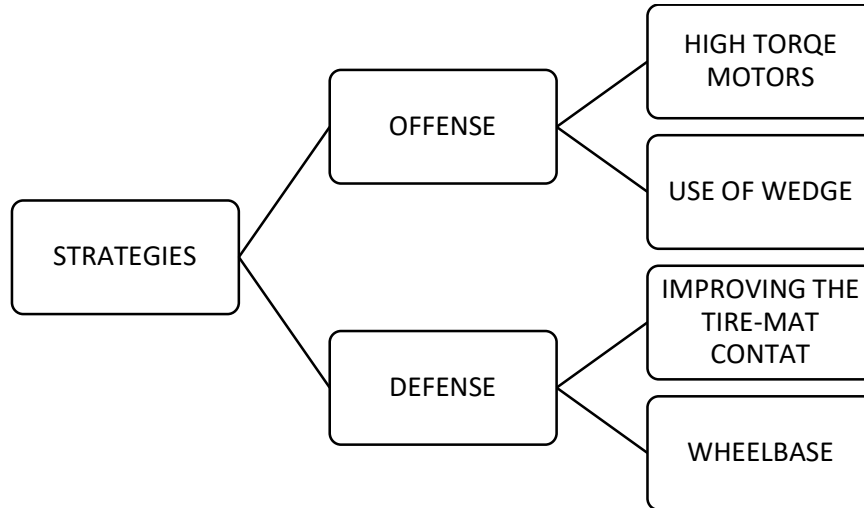 STRATEGIES
OFFENSE
HIGH TORQE
MOTORS
USE OF WEDGE
DEFENSE
IMPROVING THE
TIRE-MAT
CONTAT
WHEELBASE